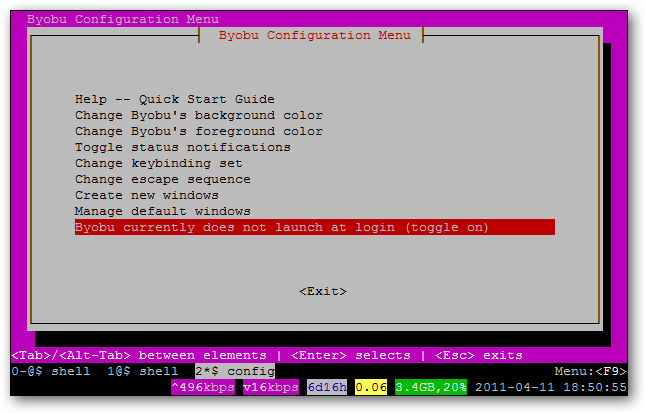 Byobu Configuration Menu
Byobu Configuration Menu
Help -- Quick Start Guide
Change Byobu's background color
Change Byobu's foreground color
Toggle status notifications
Change keybinding set
Change escape sequence
Create new windows
Manage default windows
Byobu currently does not launch at login (toggle on)
<Exit>
<Tab>/<Alt-Tab> between elements | <Enter> selects | <Esc> exits
0-@$ shell 1@$ shell 2*$ config Menu:<F9>
^496kbps v16kbps 6d16h 0.06 3.4GB,20% 2011-04-11 18:50:55